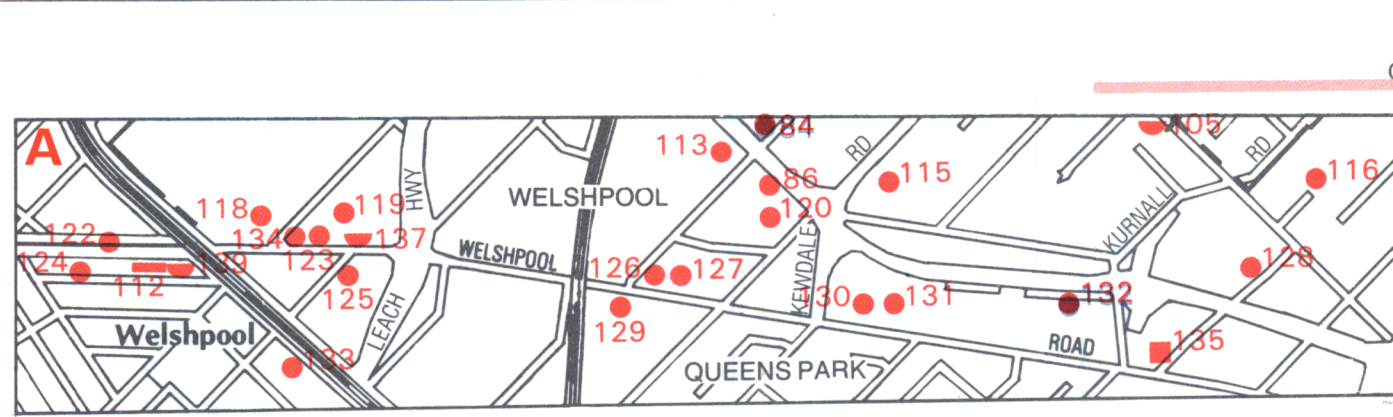 A
84
105
113
RD
RD
86
115
116
HWY
WELSHPOOL
118
119
120
KURNALL
122
134
123
137
WELSHPOOL
KEWDALE
124
112
139
125
126
127
128
129
130
131
132
Welshpool
LEACH
ROAD
135
133
QUEENS PARK